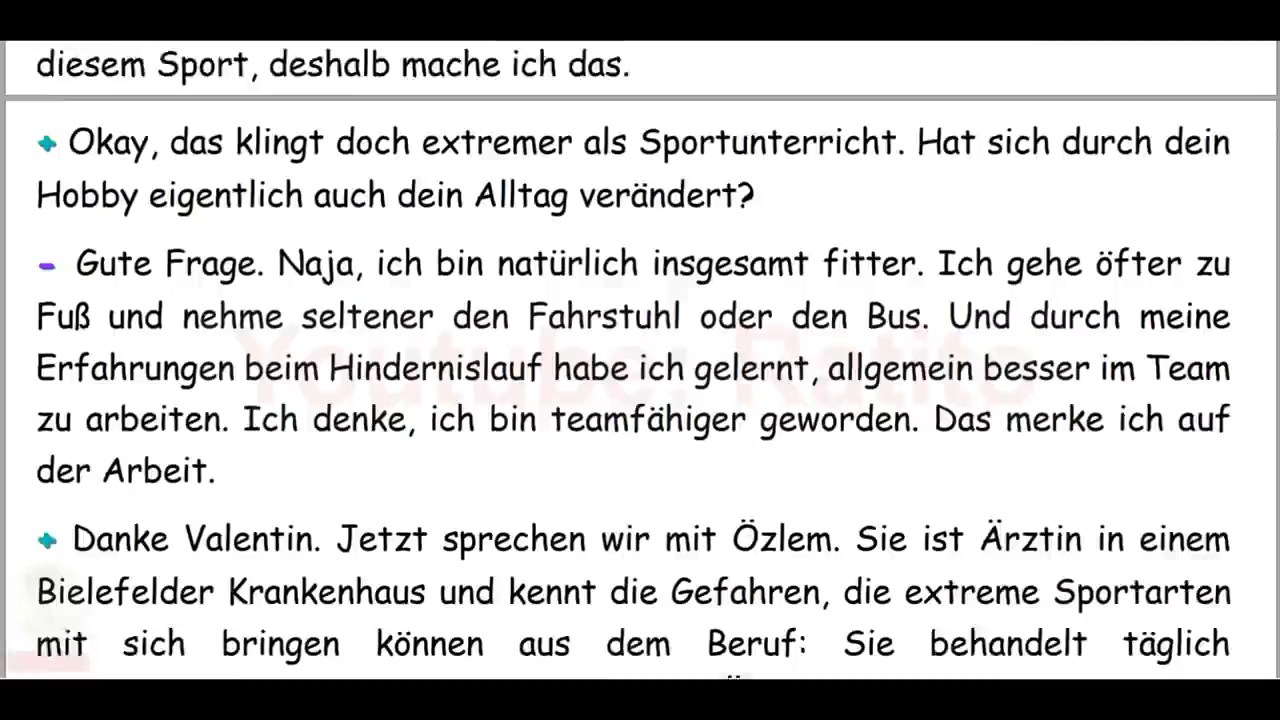 diesem Sport, deshalb mache ich das.
+ Okay, das klingt doch extremer als Sportunterricht. Hat sich durch dein
Hobby eigentlich auch dein Alltag verändert?
- Gute Frage. Naja, ich bin natürlich insgesamt fitter. Ich gehe öfter zu
Fuß und nehme seltener den Fahrstuhl oder den Bus. Und durch meine
Erfahrungen beim Hindernislauf habe ich gelernt, allgemein besser im Team
zu arbeiten. Ich denke, ich bin teamfähiger geworden. Das merke ich auf
der Arbeit.
+ Danke Valentin. Jetzt sprechen wir mit Özlem. Sie ist Ärztin in einem
Bielefelder Krankenhaus und kennt die Gefahren, die extreme Sportarten
mit sich bringen können aus dem Beruf: Sie behandelt täglich
Youtube: Ratito